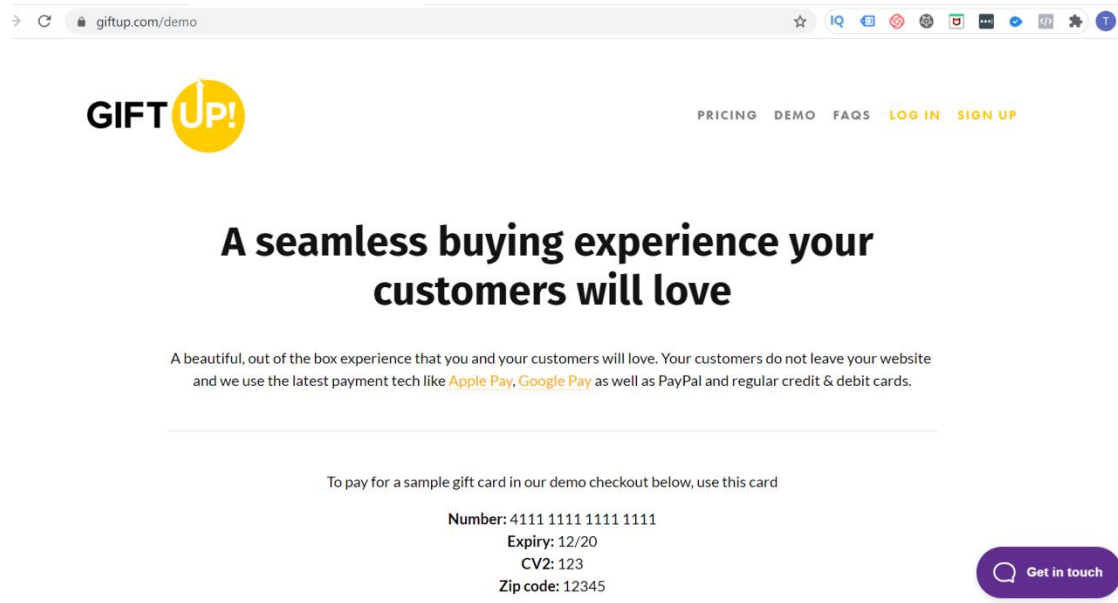 giftup.com/demo
IQ
T
GIFT UP!
PRICING DEMO FAQS LOG IN SIGN UP
A seamless buying experience your
customers will love
A beautiful, out of the box experience that you and your customers will love. Your customers do not leave your website
and we use the latest payment tech like Apple Pay, Google Pay as well as PayPal and regular credit & debit cards.
To pay for a sample gift card in our demo checkout below, use this card
Number: 4111 1111 1111 1111
Expiry: 12/20
CV2: 123
Zip code: 12345
Get in touch